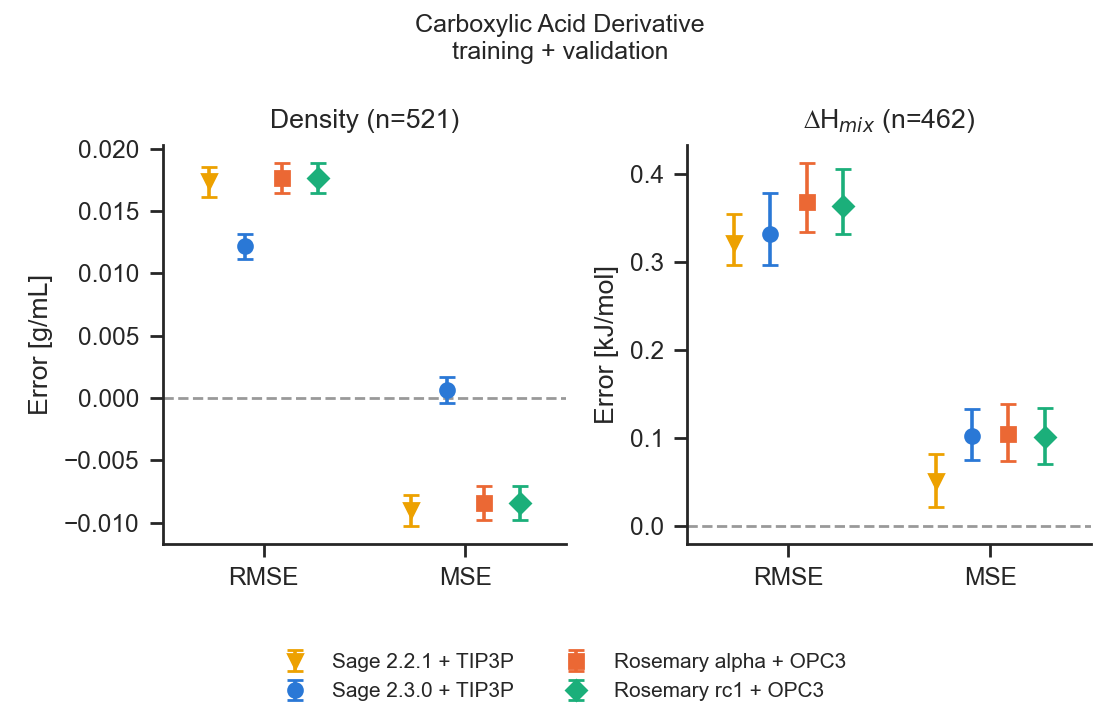 Carboxylic Acid Derivative
training + validation
Density (n=521)
ΔH_mix (n=462)
Error [g/mL]
0.020
0.015
0.010
0.005
0.000
−0.005
−0.010
RMSE
MSE
Error [kJ/mol]
0.4
0.3
0.2
0.1
0.0
RMSE
MSE
Sage 2.2.1 + TIP3P
Sage 2.3.0 + TIP3P
Rosemary alpha + OPC3
Rosemary rc1 + OPC3